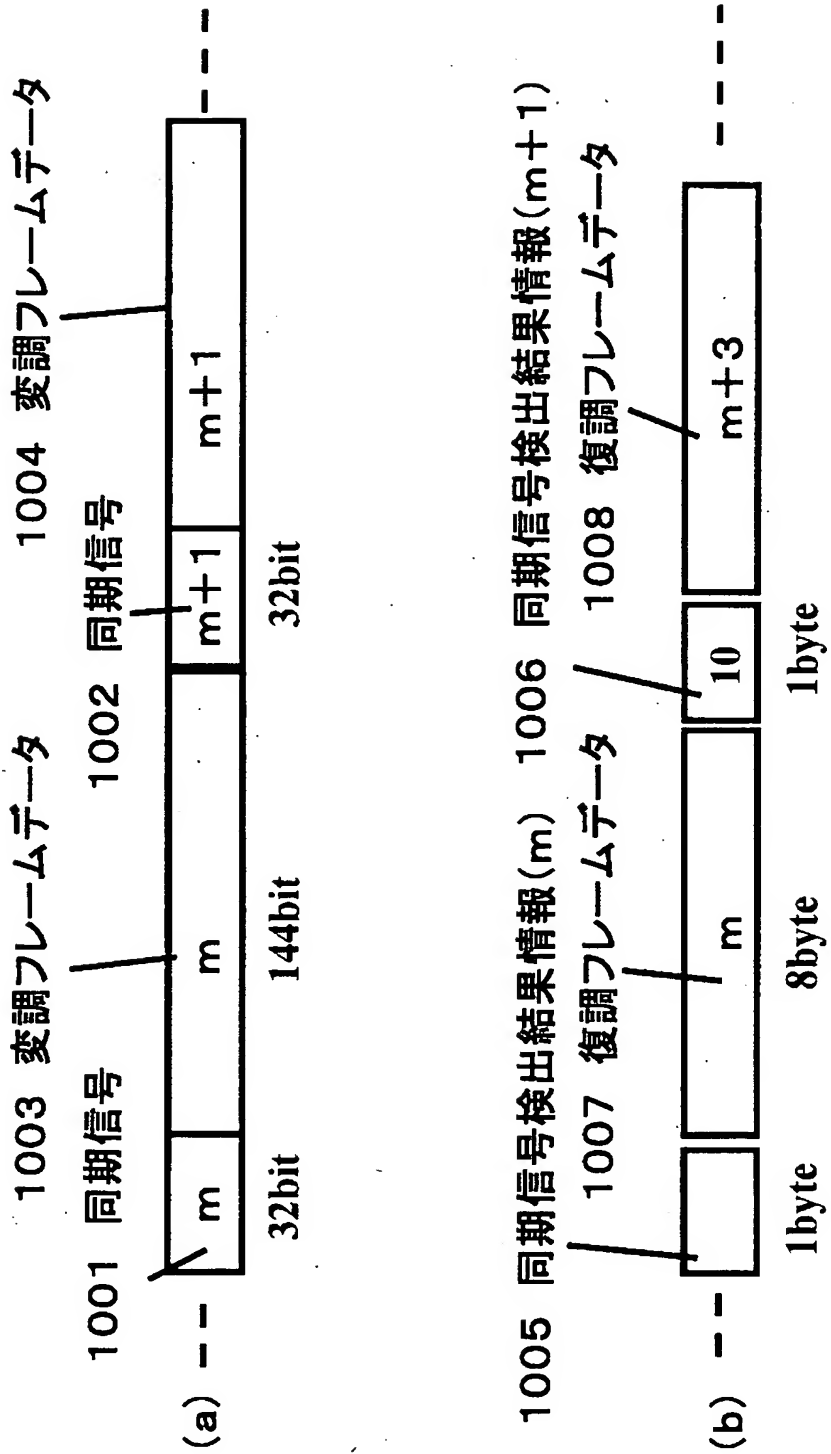 1004 変調フレームデータ
1003 変調フレームデータ
1002 同期信号
1001 同期信号
(a)
m
m
m+1
m+1
32bit
144bit
32bit
1006 同期信号検出結果情報(m+1)
1005 同期信号検出結果情報(m)
1008 復調フレームデータ
1007 復調フレームデータ
(b)
m
10
m+3
1byte
8byte
1byte